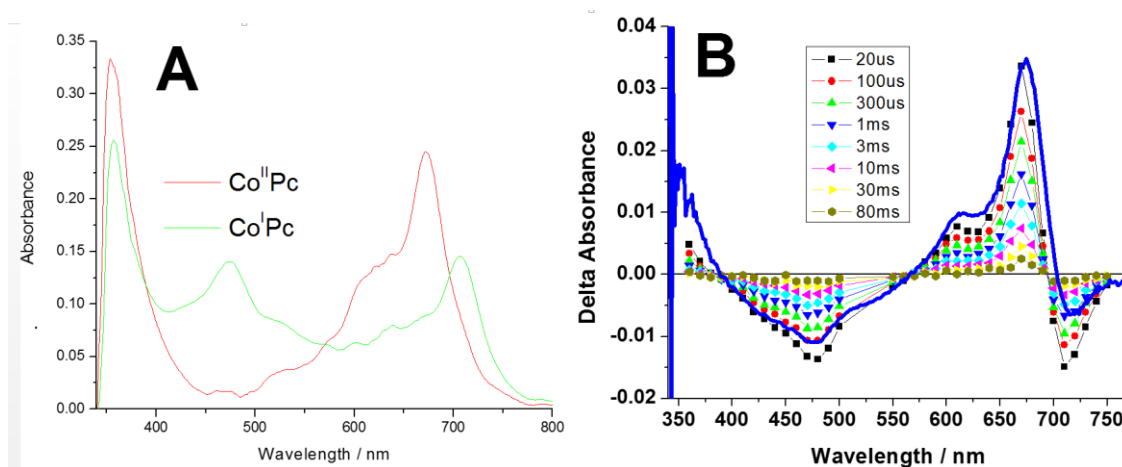 A
0.35
0.30
0.25
0.20
0.15
0.10
0.05
0.00
Absorbance
Co^II Pc
Co^I Pc
400
500
600
700
800
Wavelength / nm
B
0.04
0.03
0.02
0.01
0.00
-0.01
-0.02
Delta Absorbance
20us
100us
300us
1ms
3ms
10ms
30ms
80ms
350
400
450
500
550
600
650
700
750
Wavelength / nm